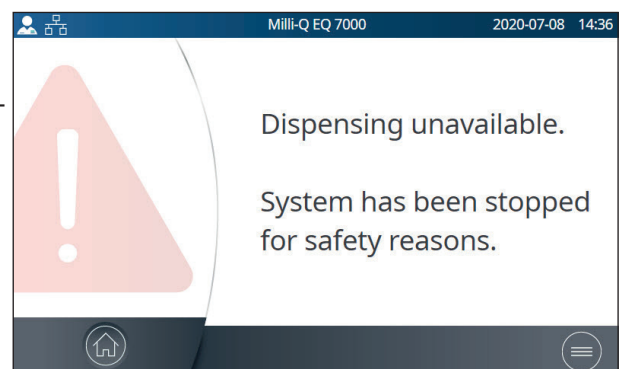 Milli-Q EQ 7000 2020-07-08 14:36
Dispensing unavailable.
System has been stopped
for safety reasons.